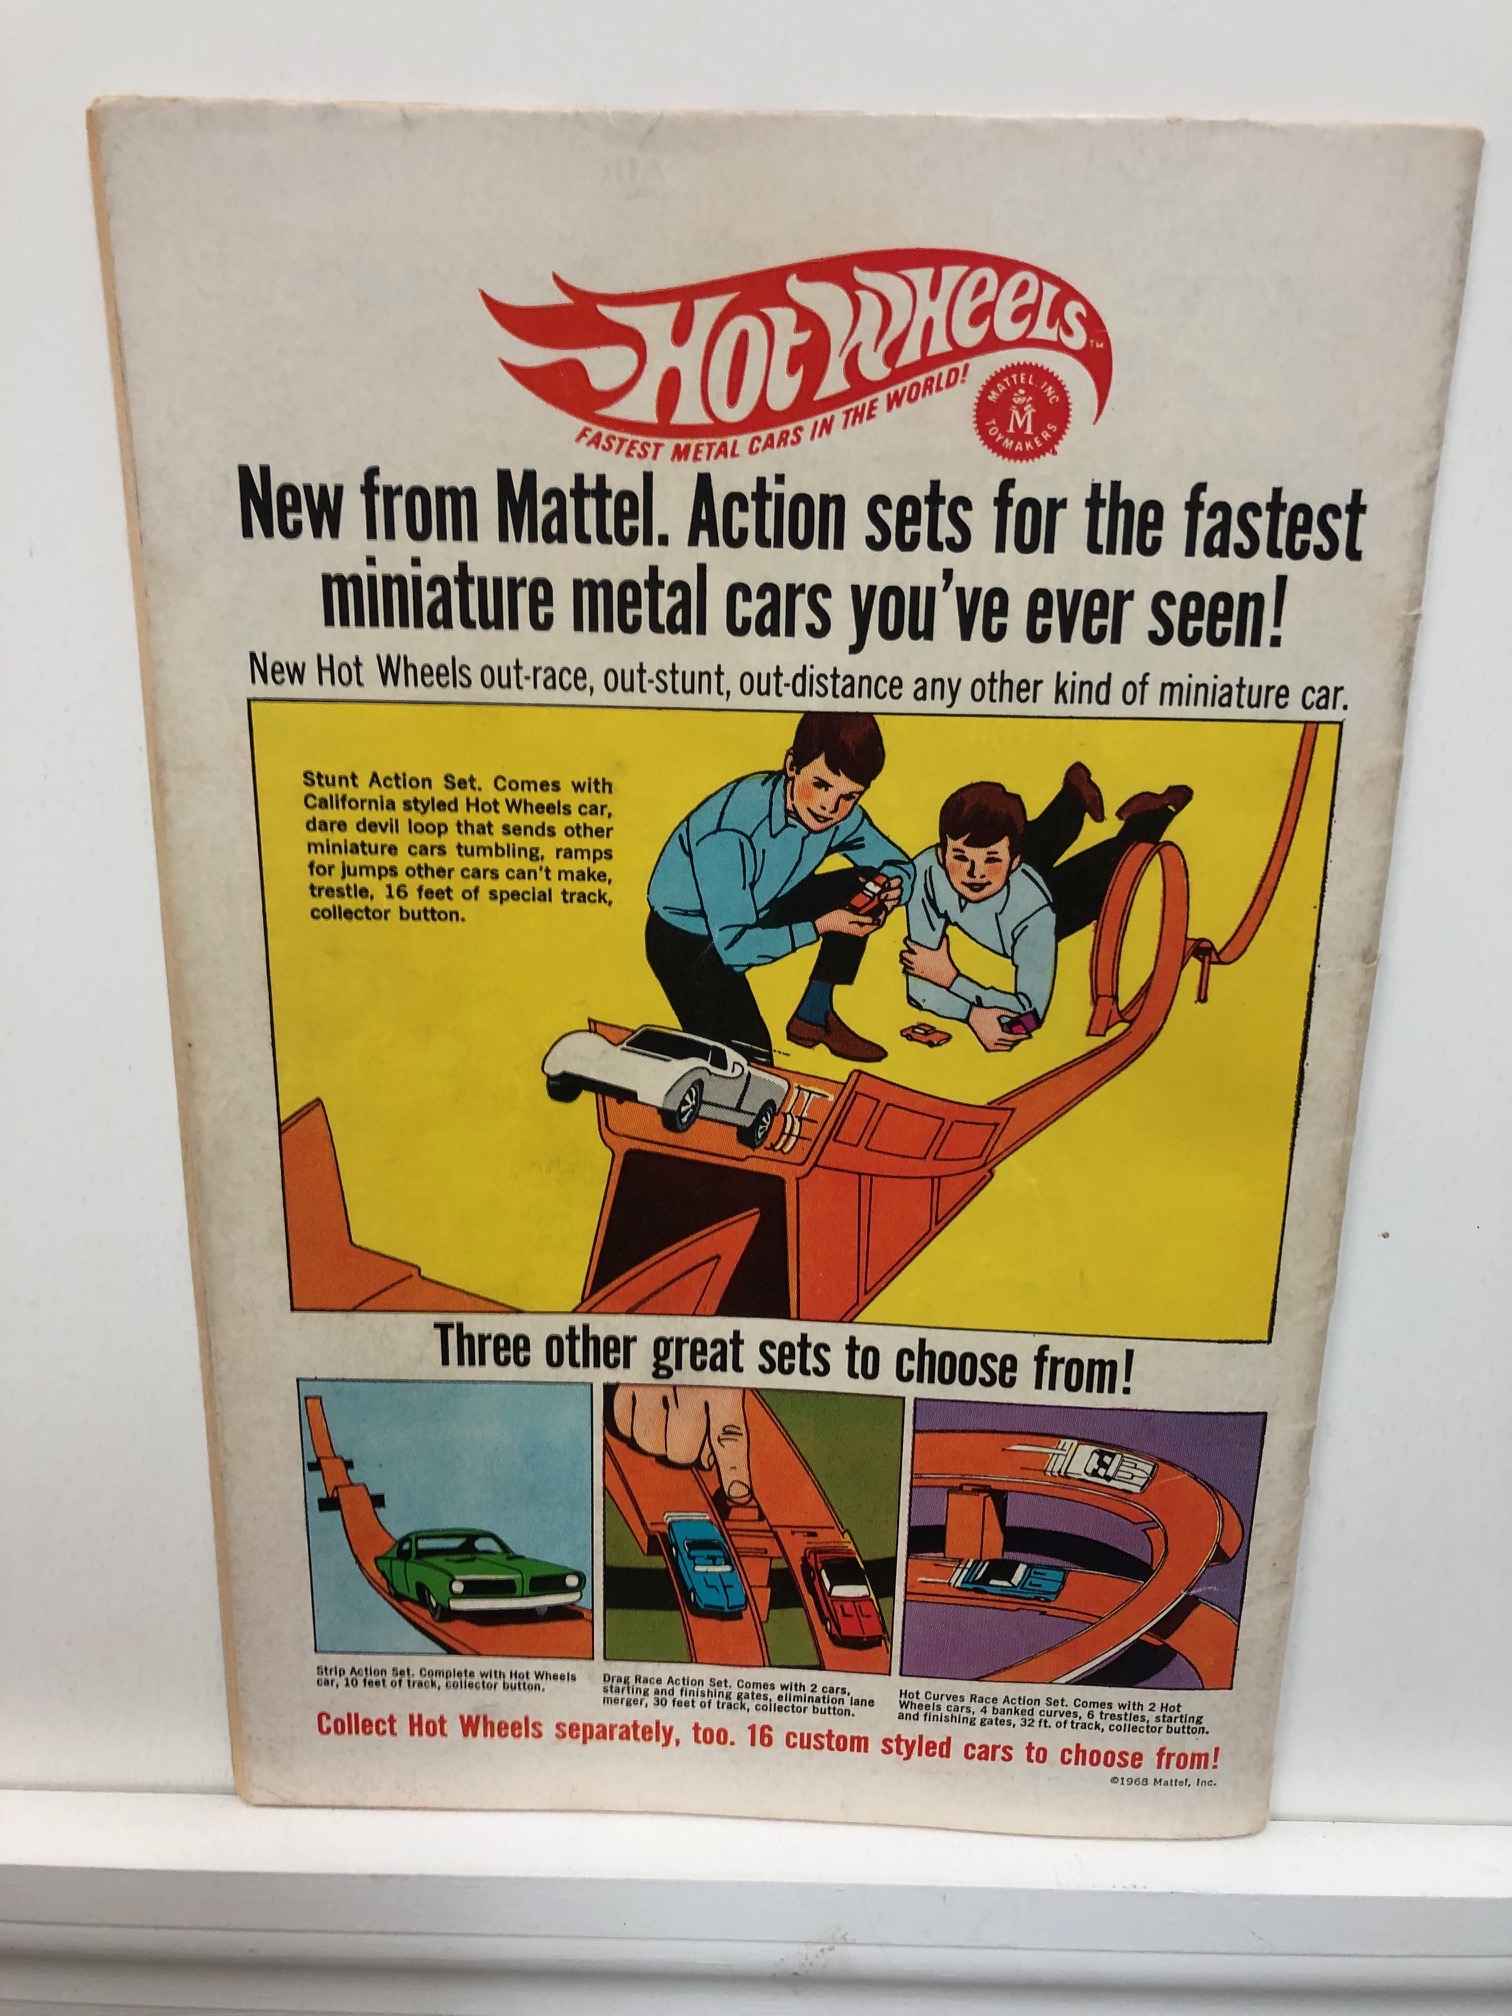 Hot Wheels™
FASTEST METAL CARS IN THE WORLD!
MATTEL, INC.
M
TOYMAKERS
New from Mattel. Action sets for the fastest
miniature metal cars you've ever seen!
New Hot Wheels out-race, out-stunt, out-distance any other kind of miniature car.
Stunt Action Set. Comes with
California styled Hot Wheels car,
dare devil loop that sends other
miniature cars tumbling, ramps
for jumps other cars can't make,
trestle, 16 feet of special track,
collector button.
Three other great sets to choose from!
Strip Action Set. Complete with Hot Wheels
car, 10 feet of track, collector button.
Drag Race Action Set. Comes with 2 cars,
starting and finishing gates, elimination lane
merger, 30 feet of track, collector button.
Hot Curves Race Action Set. Comes with 2 Hot
Wheels cars, 4 banked curves, 6 trestles, starting
and finishing gates, 32 ft. of track, collector button.
Collect Hot Wheels separately, too. 16 custom styled cars to choose from!
©1968 Mattel, Inc.